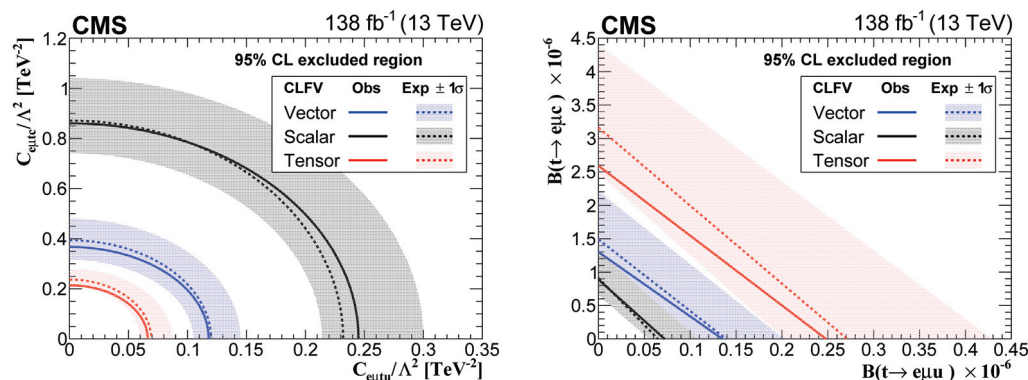 CMS 138 fb⁻¹ (13 TeV)
95% CL excluded region
CLFV Obs Exp ± 1σ
Vector
Scalar
Tensor
C_eμtc/Λ² [TeV⁻²]
1.2
1
0.8
0.6
0.4
0.2
0
0 0.05 0.1 0.15 0.2 0.25 0.3 0.35
C_eμtu/Λ² [TeV⁻²]
CMS 138 fb⁻¹ (13 TeV)
95% CL excluded region
CLFV Obs Exp ± 1σ
Vector
Scalar
Tensor
B(t→ eμc) × 10⁻⁶
4.5
4
3.5
3
2.5
2
1.5
1
0.5
0
0 0.05 0.1 0.15 0.2 0.25 0.3 0.35 0.4 0.45
B(t→ eμu) × 10⁻⁶